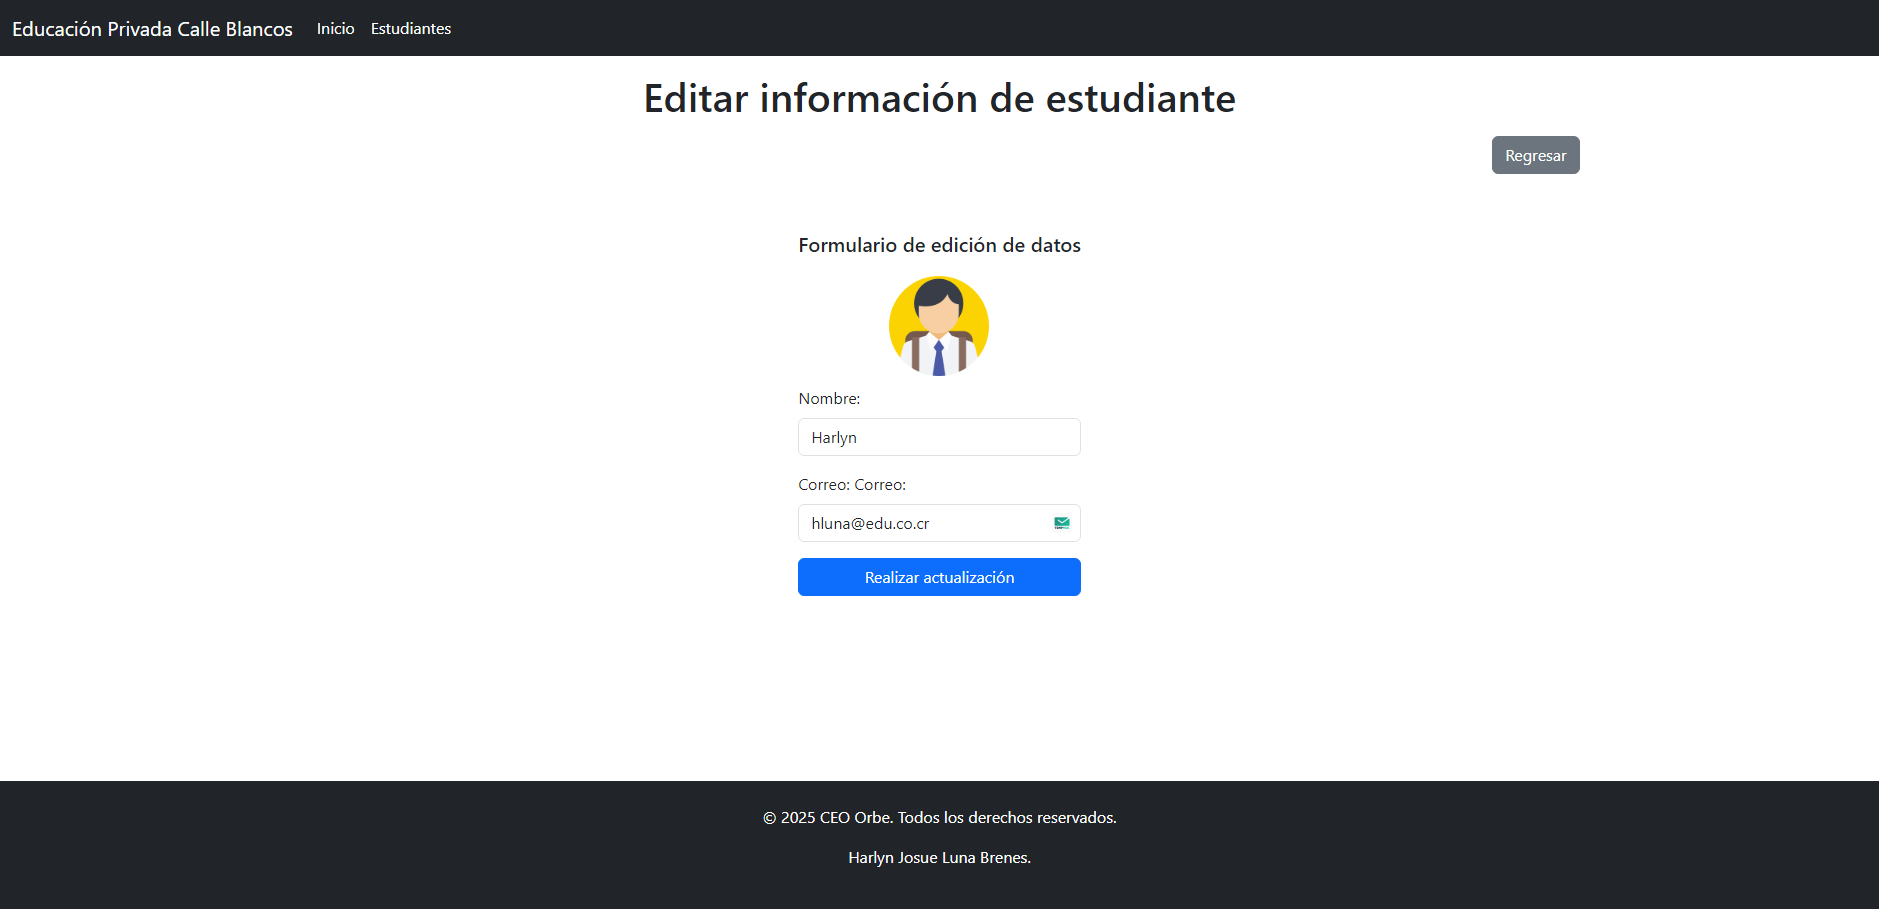 Educación Privada Calle Blancos Inicio Estudiantes
Editar información de estudiante
Regresar
Formulario de edición de datos
Nombre:
Harlyn
Correo: Correo:
hluna@edu.co.cr
Realizar actualización
© 2025 CEO Orbe. Todos los derechos reservados.
Harlyn Josue Luna Brenes.